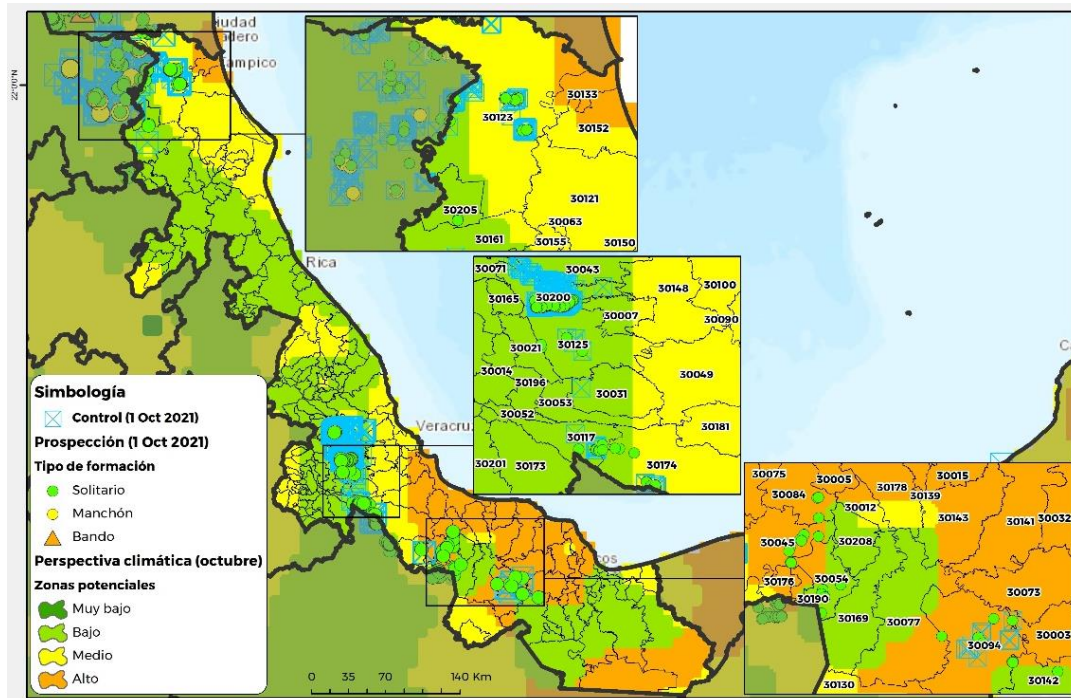 22°00'N
iudad
adero
ampico
Rica
Veracruz
cos
30133
30123
30152
30121
30205
30063
30161
30155
30150
30071
30043
30148
30100
30165
30200
30007
30090
30021
30125
30014
30049
30196
30031
30053
30052
30181
30117
30201
30173
30174
30075
30005
30178
30015
30084
30139
30012
30143
30141
30032
30045
30208
30176
30054
30073
30190
30169
30077
30003
30094
30130
30142
Simbología
Control (1 Oct 2021)
Prospección (1 Oct 2021)
Tipo de formación
Solitario
Manchón
Bando
Perspectiva climática (octubre)
Zonas potenciales
Muy bajo
Bajo
Medio
Alto
0 35 70 140 Km